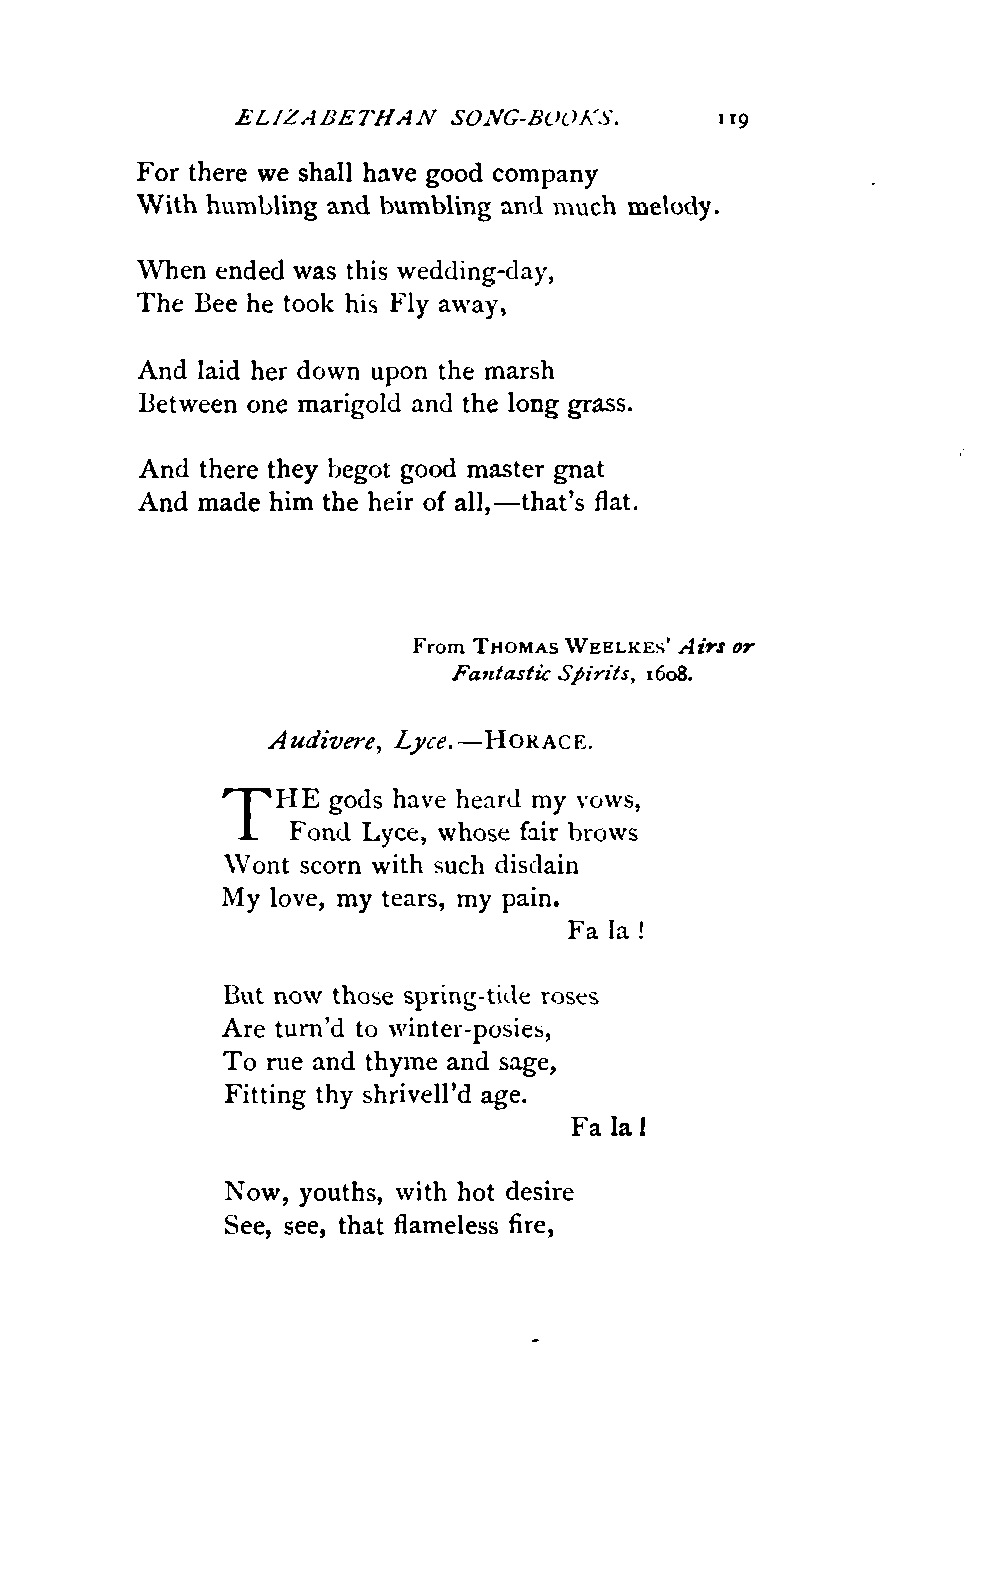 ELIZABETHAN SONG-BOOKS. 119
For there we shall have good company
With humbling and bumbling and much melody.
When ended was this wedding-day,
The Bee he took his Fly away,
And laid her down upon the marsh
Between one marigold and the long grass.
And there they begot good master gnat
And made him the heir of all,—that's flat.
From THOMAS WEELKES' Airs or
Fantastic Spirits, 1608.
Audivere, Lyce.—HORACE.
THE gods have heard my vows,
Fond Lyce, whose fair brows
Wont scorn with such disdain
My love, my tears, my pain.
Fa la !
But now those spring-tide roses
Are turn'd to winter-posies,
To rue and thyme and sage,
Fitting thy shrivell'd age.
Fa la !
Now, youths, with hot desire
See, see, that flameless fire,